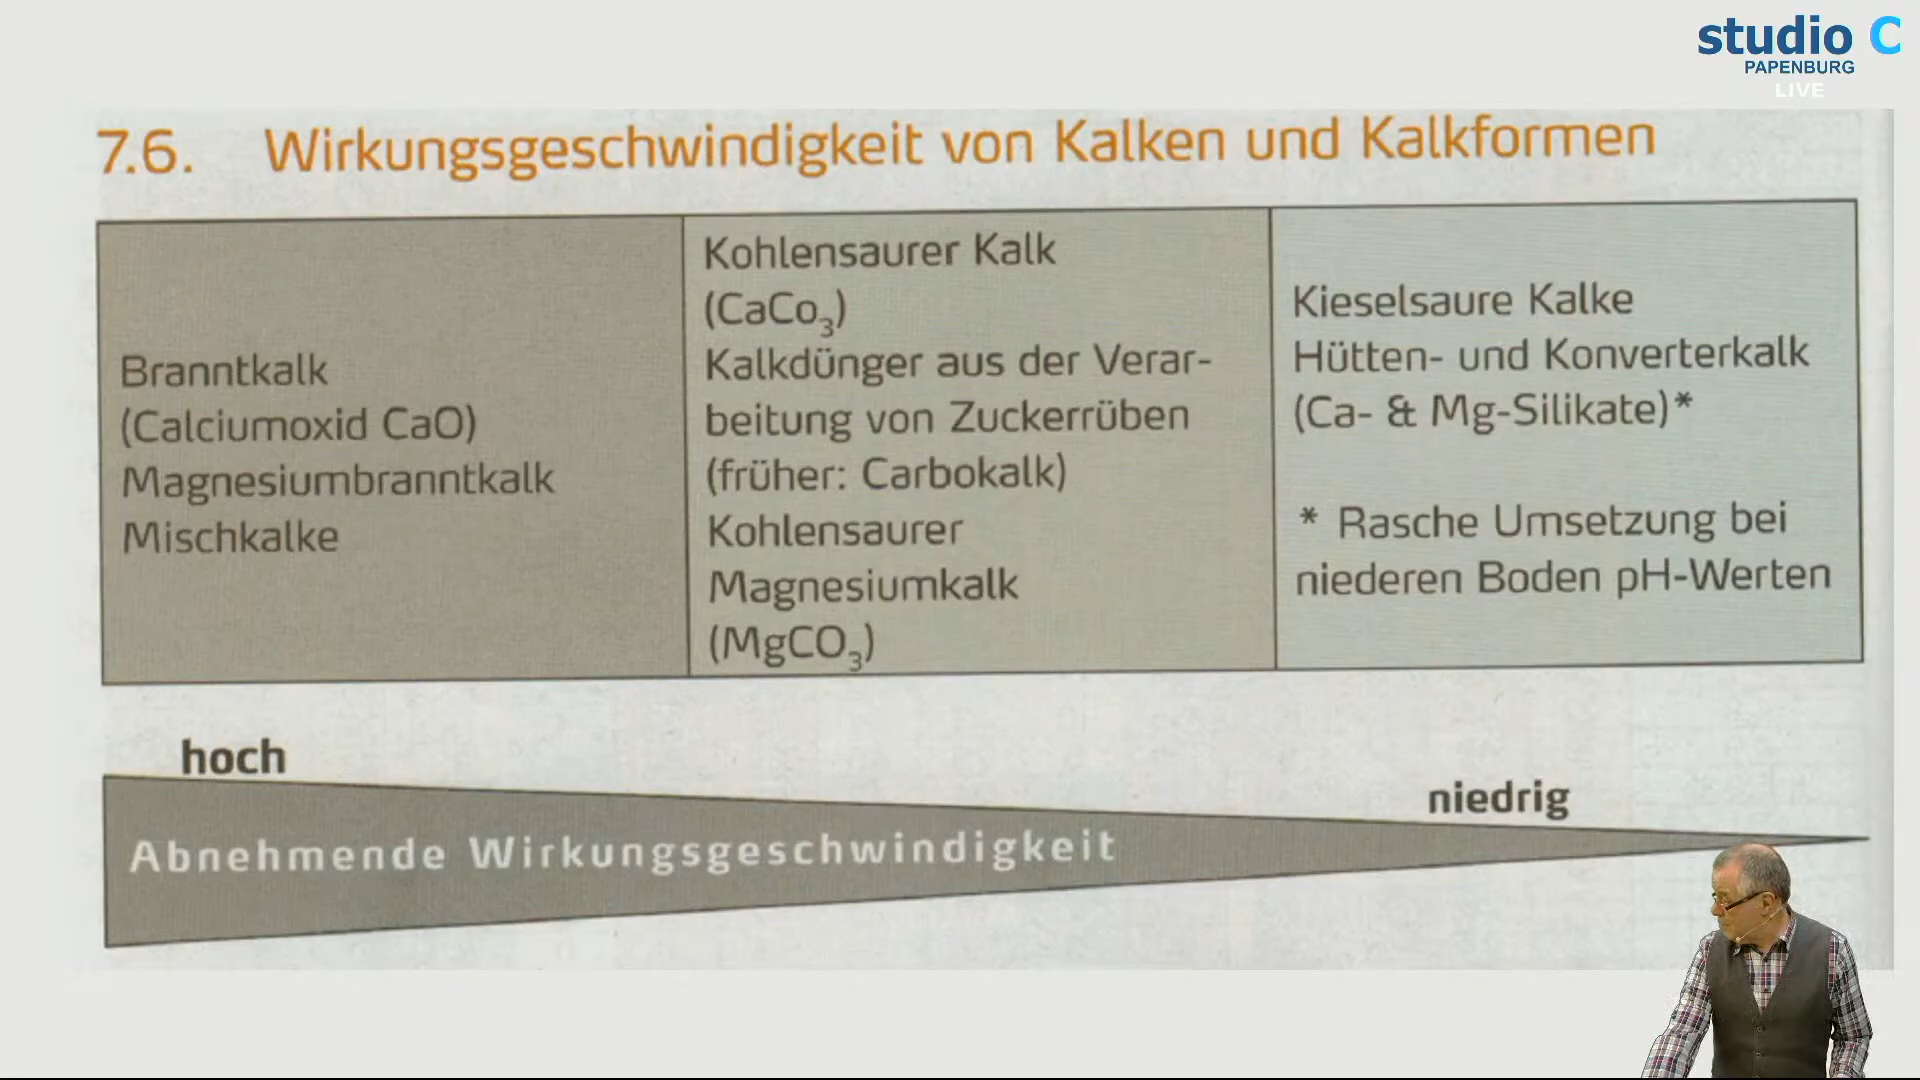 studio C
PAPENBURG
LIVE
7.6. Wirkungsgeschwindigkeit von Kalken und Kalkformen
Branntkalk
(Calciumoxid CaO)
Magnesiumbranntkalk
Mischkalke
Kohlensaurer Kalk
(CaCo₃)
Kalkdünger aus der Verar-
beitung von Zuckerrüben
(früher: Carbokalk)
Kohlensaurer
Magnesiumkalk
(MgCO₃)
Kieselsaure Kalke
Hütten- und Konverterkalk
(Ca- & Mg-Silikate)*
* Rasche Umsetzung bei
niederen Boden pH-Werten
hoch
niedrig
Abnehmende Wirkungsgeschwindigkeit